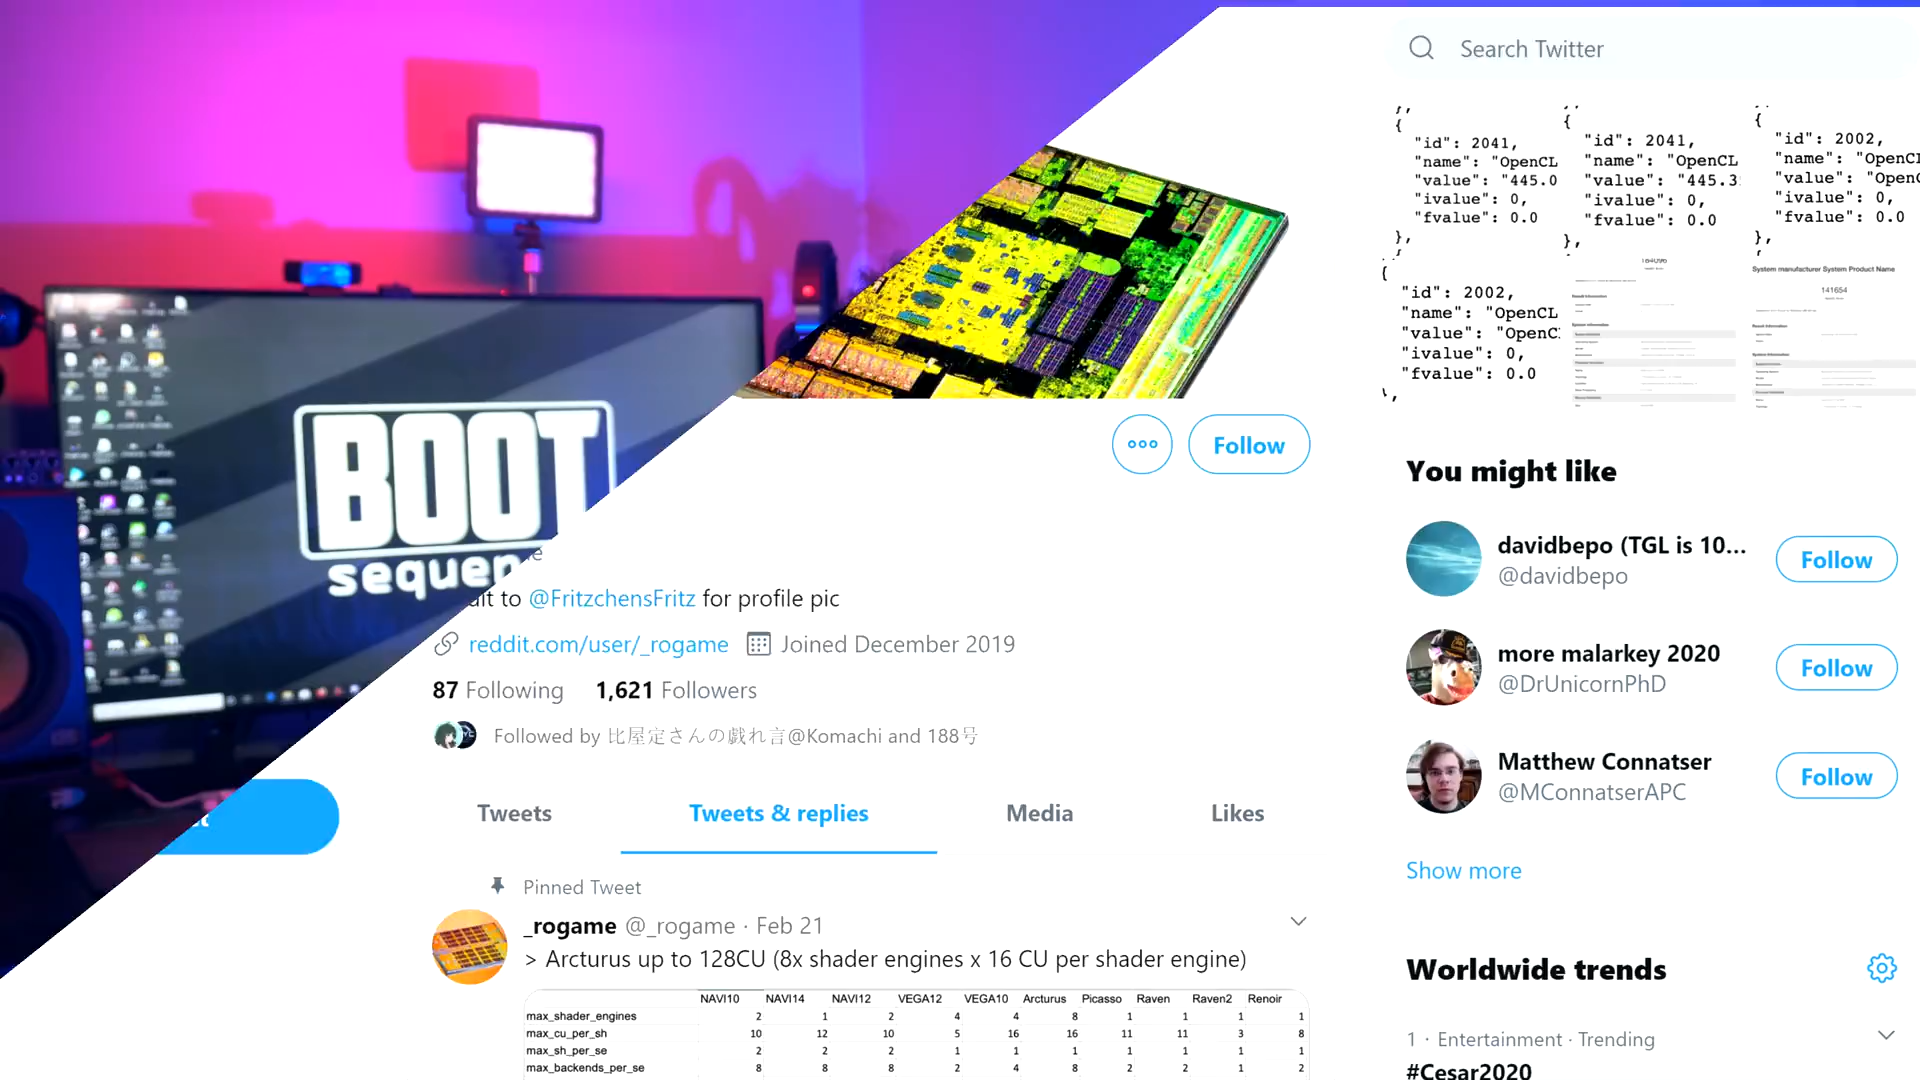 Search Twitter
{
"id": 2041,
"name": "OpenCL
"value": "445.0
"ivalue": 0,
"fvalue": 0.0
},
{
"id": 2041,
"name": "OpenCL
"value": "445.3
"ivalue": 0,
"fvalue": 0.0
},
{
"id": 2002,
"name": "OpenCL
"value": "OpenC
"ivalue": 0,
"fvalue": 0.0
},
{
"id": 2002,
"name": "OpenCL
"value": "OpenC
"ivalue": 0,
"fvalue": 0.0
System manufacturer System Product Name
141654
BOOT
sequen
Follow
to @FritzchensFritz for profile pic
reddit.com/user/_rogame Joined December 2019
87 Following 1,621 Followers
Followed by 比屋定さんの戯れ言@Komachi and 188号
Tweets Tweets & replies Media Likes
Pinned Tweet
_rogame @_rogame · Feb 21
> Arcturus up to 128CU (8x shader engines x 16 CU per shader engine)
NAVI10 NAVI14 NAVI12 VEGA12 VEGA10 Arcturus Picasso Raven Raven2 Renoir
max_shader_engines 2 1 2 4 4 8 1 1 1 1
max_cu_per_sh 10 12 10 5 16 16 11 11 3 8
max_sh_per_se 2 2 2 1 1 1 1 1 1 1
max_backends_per_se 8 8 8 2 4 8 2 2 1 2
You might like
davidbepo (TGL is 10...
@davidbepo
Follow
more malarkey 2020
@DrUnicornPhD
Follow
Matthew Connatser
@MConnatserAPC
Follow
Show more
Worldwide trends
1 · Entertainment · Trending
#Cesar2020